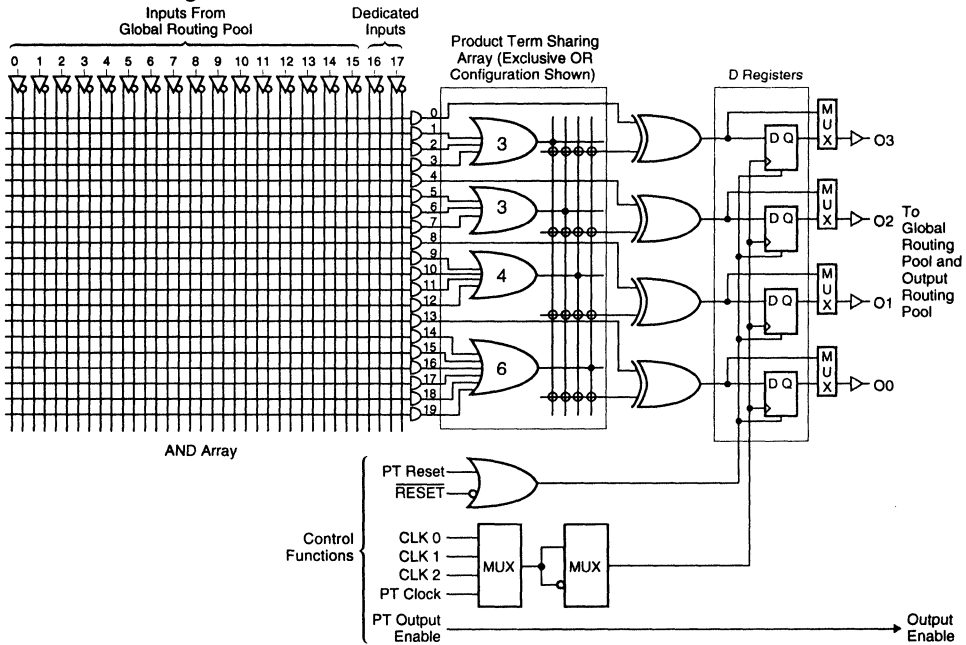 Inputs From
Global Routing Pool
Dedicated
Inputs
0 1 2 3 4 5 6 7 8 9 10 11 12 13 14 15 16 17
Product Term Sharing
Array (Exclusive OR
Configuration Shown)
D Registers
0
1
2
3
4
5
6
7
8
9
10
11
12
13
14
15
16
17
18
19
3
3
4
6
D Q
MUX
O3
D Q
MUX
O2
D Q
MUX
O1
D Q
MUX
O0
To
Global
Routing
Pool and
Output
Routing
Pool
AND Array
Control
Functions
PT Reset
RESET
CLK 0
CLK 1
CLK 2
PT Clock
MUX
MUX
PT Output
Enable
Output
Enable